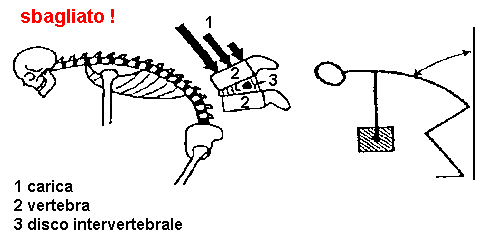 sbagliato !
1
2
3
2
1 carica
2 vertebra
3 disco intervertebrale